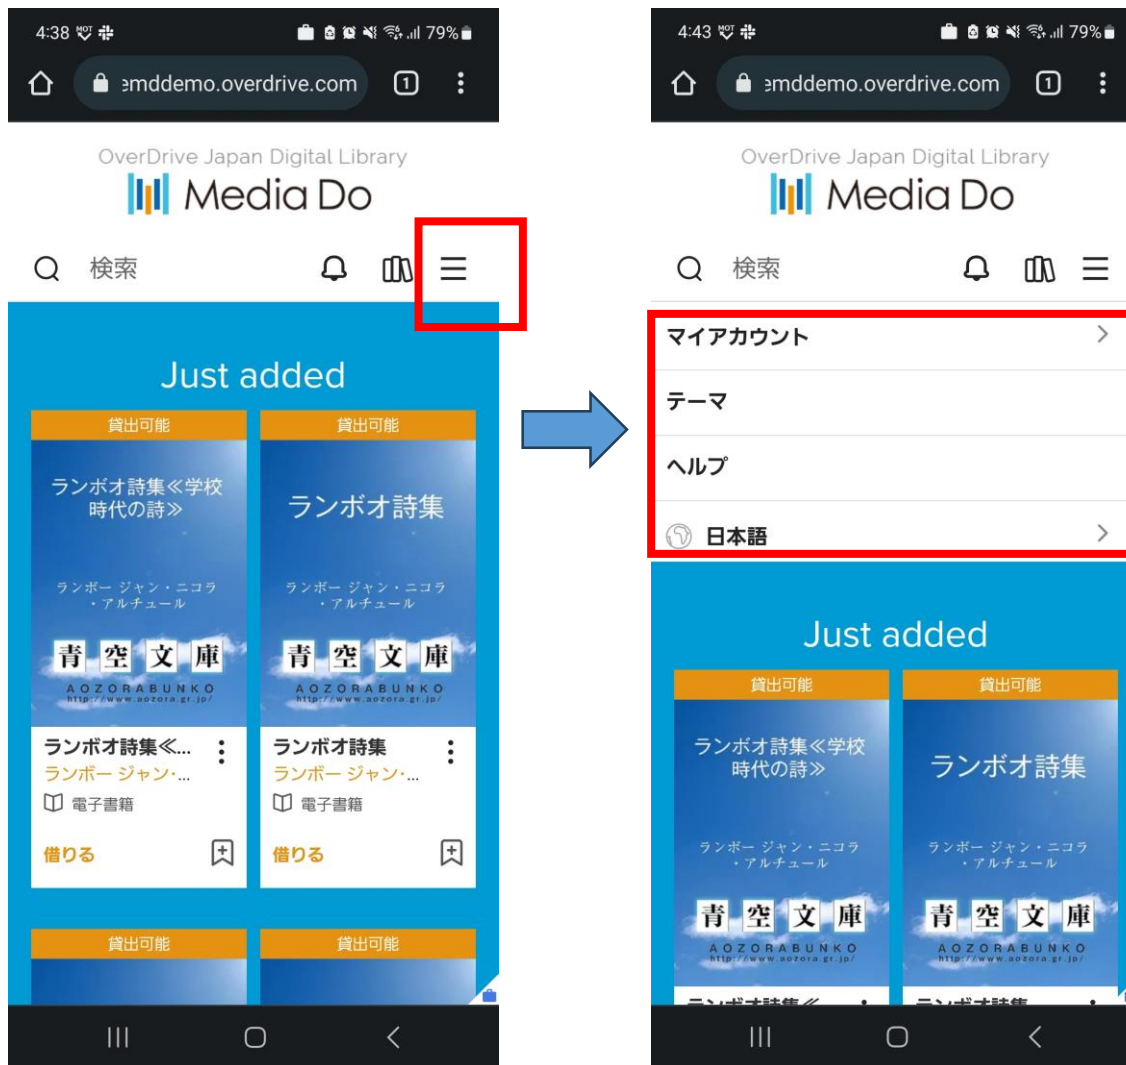 4:38
79%
emddemo.overdrive.com
1
OverDrive Japan Digital Library
Media Do
検索
Just added
貸出可能
貸出可能
ランボオ詩集≪学校
時代の詩≫
ランボオ詩集
ランボー ジャン・ニコラ
・アルチュール
ランボー ジャン・ニコラ
・アルチュール
青空文庫
AOZORABUNKO
http://www.aozora.gr.jp/
青空文庫
AOZORABUNKO
http://www.aozora.gr.jp/
ランボオ詩集≪...
ランボー ジャン・...
電子書籍
借りる
ランボオ詩集
ランボー ジャン・...
電子書籍
借りる
貸出可能
貸出可能
4:43
79%
emddemo.overdrive.com
1
OverDrive Japan Digital Library
Media Do
検索
マイアカウント
テーマ
ヘルプ
日本語
Just added
貸出可能
貸出可能
ランボオ詩集≪学校
時代の詩≫
ランボオ詩集
ランボー ジャン・ニコラ
・アルチュール
ランボー ジャン・ニコラ
・アルチュール
青空文庫
AOZORABUNKO
http://www.aozora.gr.jp/
青空文庫
AOZORABUNKO
http://www.aozora.gr.jp/
ランボオ詩集≪
ランボオ詩集